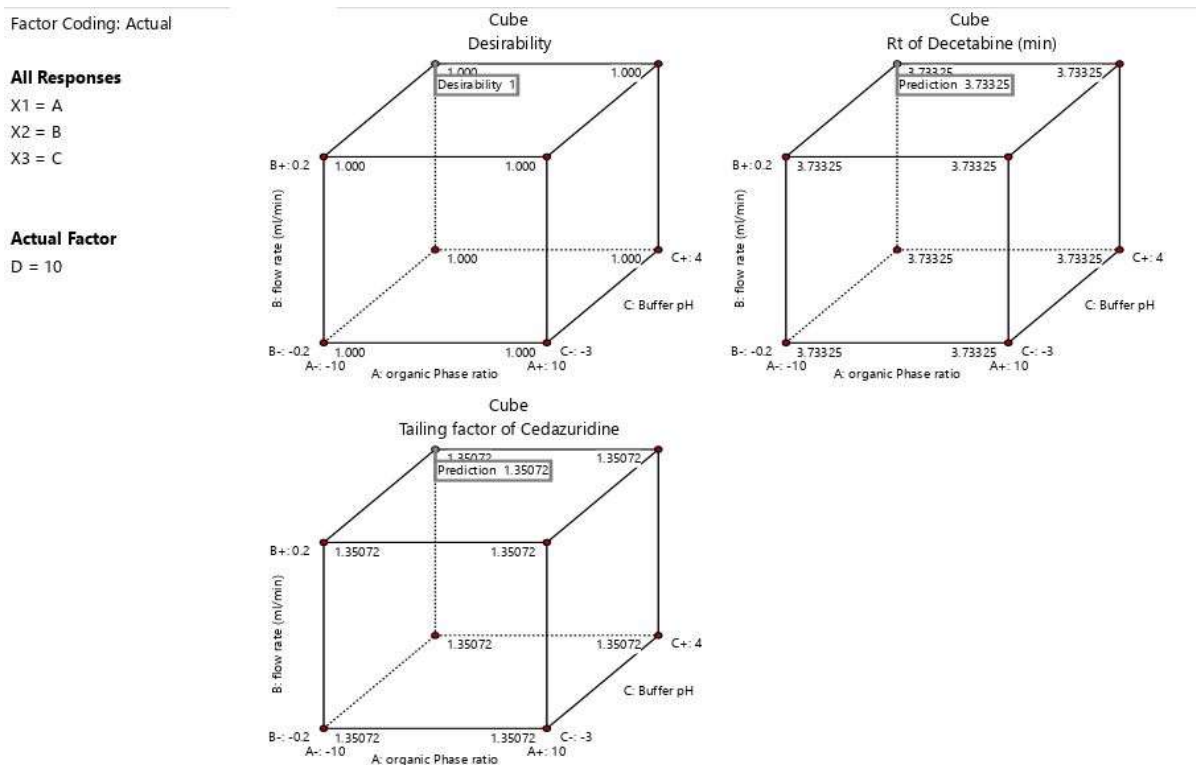 Factor Coding: Actual
All Responses
X1 = A
X2 = B
X3 = C
Actual Factor
D = 10
Cube
Desirability
1.000
1.000
Desirability 1
B+: 0.2
1.000
1.000
B: flow rate (ml/min)
1.000
1.000
C+: 4
C: Buffer pH
B-: -0.2
1.000
1.000
C-: -3
A-: -10
A+: 10
A: organic Phase ratio
Cube
Rt of Decetabine (min)
3.73325
3.73325
Prediction 3.73325
B+: 0.2
3.73325
3.73325
B: flow rate (ml/min)
3.73325
3.73325
C+: 4
C: Buffer pH
B-: -0.2
3.73325
3.73325
C-: -3
A-: -10
A+: 10
A: organic Phase ratio
Cube
Tailing factor of Cedazuridine
1.35072
1.35072
Prediction 1.35072
B+: 0.2
1.35072
1.35072
B: flow rate (ml/min)
1.35072
1.35072
C+: 4
C: Buffer pH
B-: -0.2
1.35072
1.35072
C-: -3
A-: -10
A+: 10
A: organic Phase ratio